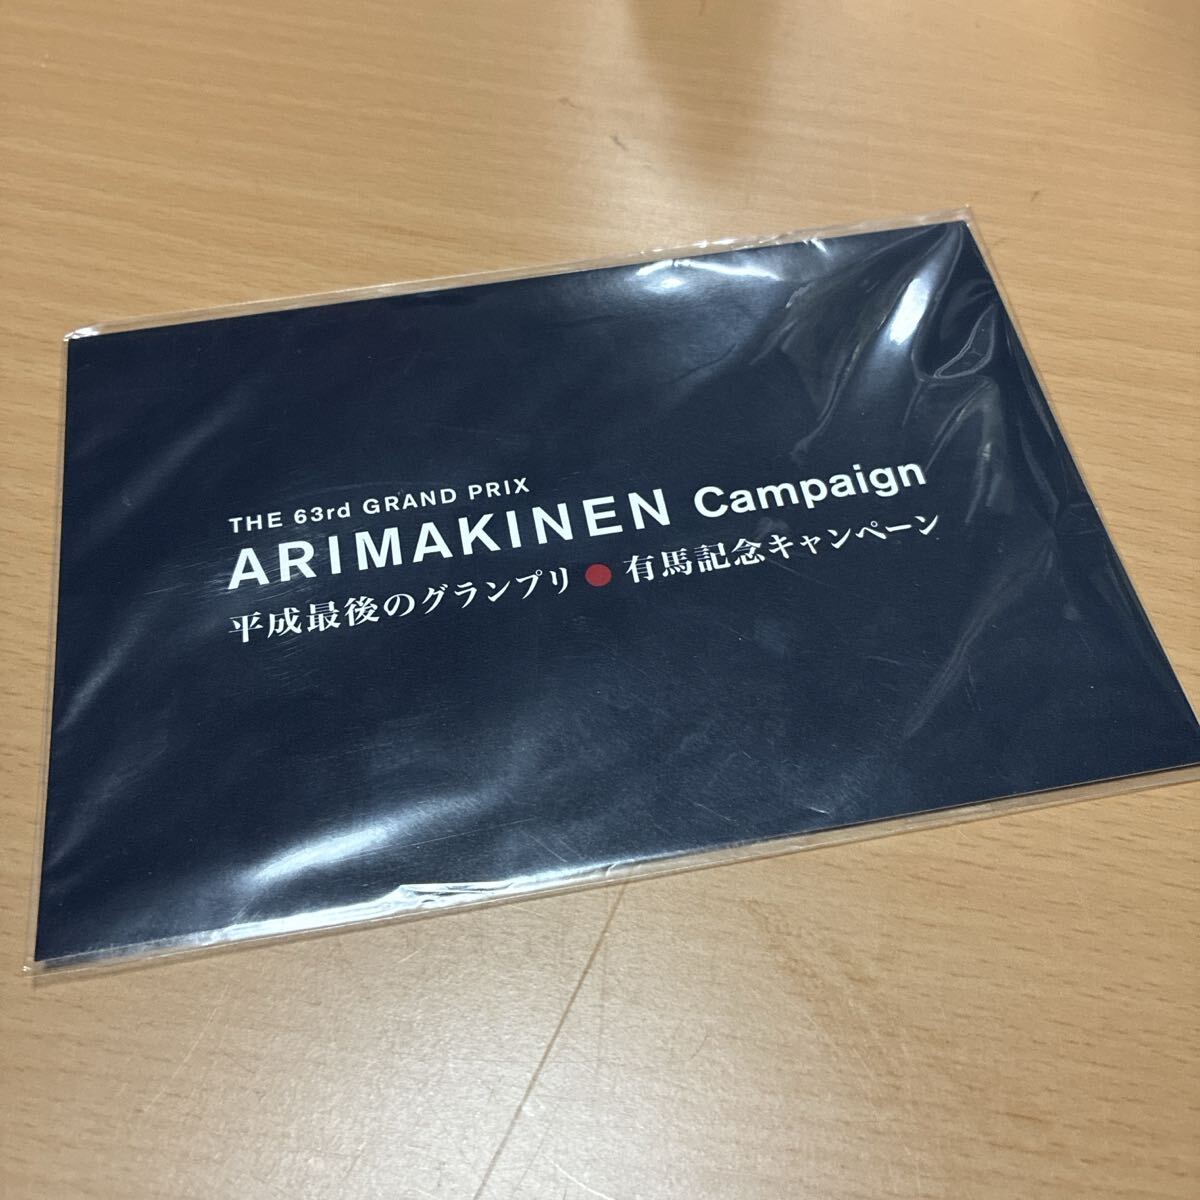 THE 63rd GRAND PRIX
ARIMAKINEN Campaign
平成最後のグランプリ●有馬記念キャンペーン